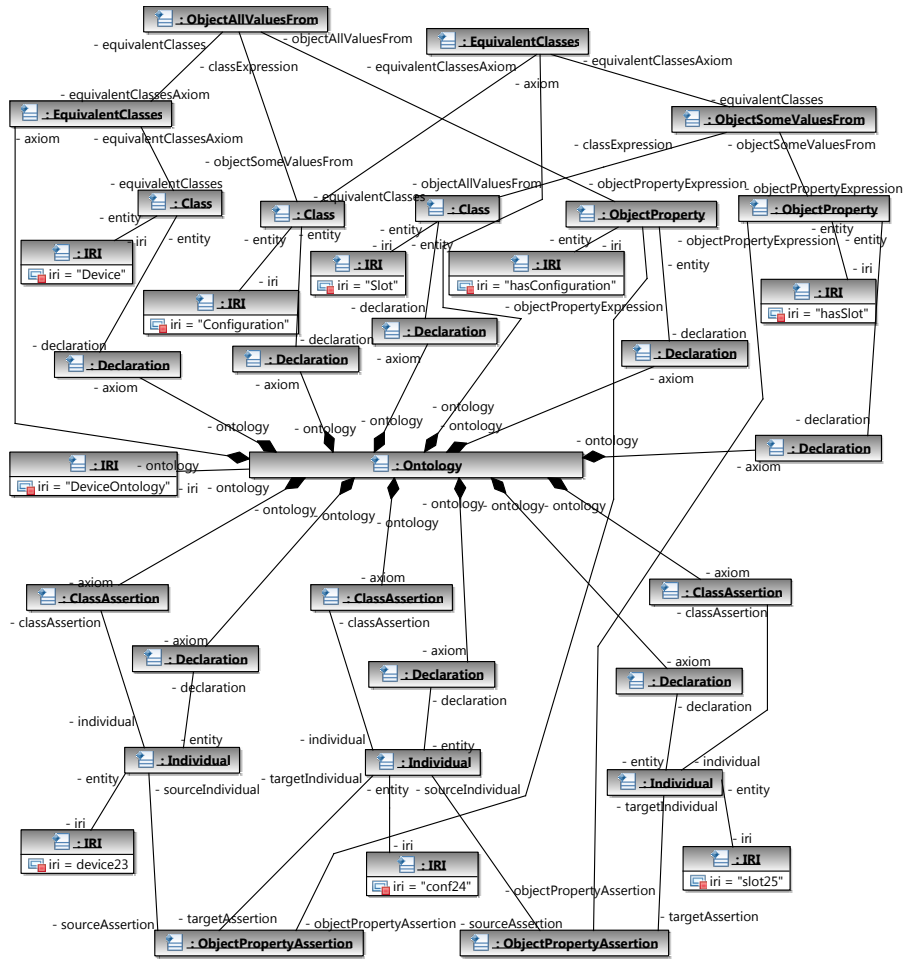 : ObjectAllValuesFrom
- equivalentClasses
- objectAllValuesFrom
: EquivalentClasses
- classExpression
- equivalentClassesAxiom
- equivalentClassesAxiom
- axiom
- equivalentClassesAxiom
: EquivalentClasses
- equivalentClasses
: ObjectSomeValuesFrom
- axiom
- equivalentClassesAxiom
- classExpression
- objectSomeValuesFrom
- objectSomeValuesFrom
- equivalentClasses
- objectAllValuesFrom
- objectPropertyExpression
- objectPropertyExpression
: Class
- equivalentClasses
: Class
: Class
: ObjectProperty
: ObjectProperty
- entity
- iri
- entity
- entity
- entity
- iri
- entity
- entity
- iri
- objectPropertyExpression
- entity
- entity
: IRI
iri = "Device"
: IRI
iri = "Slot"
: IRI
iri = "hasConfiguration"
- entity
- iri
- iri
: IRI
iri = "Configuration"
: IRI
iri = "hasSlot"
- declaration
- objectPropertyExpression
- declaration
- declaration
: Declaration
- declaration
: Declaration
- axiom
: Declaration
- axiom
: Declaration
- axiom
- axiom
- ontology
- ontology
- ontology
- ontology
- ontology
- declaration
- ontology
: Declaration
- axiom
: IRI
iri = "DeviceOntology"
- ontology
- iri
- ontology
: Ontology
- ontology
- ontology
- ontology
- ontology
- ontology
- axiom
: ClassAssertion
- classAssertion
- axiom
: ClassAssertion
- classAssertion
- axiom
: ClassAssertion
- classAssertion
- axiom
: Declaration
- declaration
- axiom
: Declaration
- declaration
- axiom
: Declaration
- declaration
- individual
- entity
: Individual
- individual
- entity
: Individual
- entity
- individual
: Individual
- entity
- sourceIndividual
- targetIndividual
- entity
- sourceIndividual
- targetIndividual
- entity
- iri
: IRI
iri = device23
- iri
: IRI
iri = "conf24"
- iri
: IRI
iri = "slot25"
- sourceAssertion
- targetAssertion
- objectPropertyAssertion
- sourceAssertion
- objectPropertyAssertion
- targetAssertion
: ObjectPropertyAssertion
: ObjectPropertyAssertion